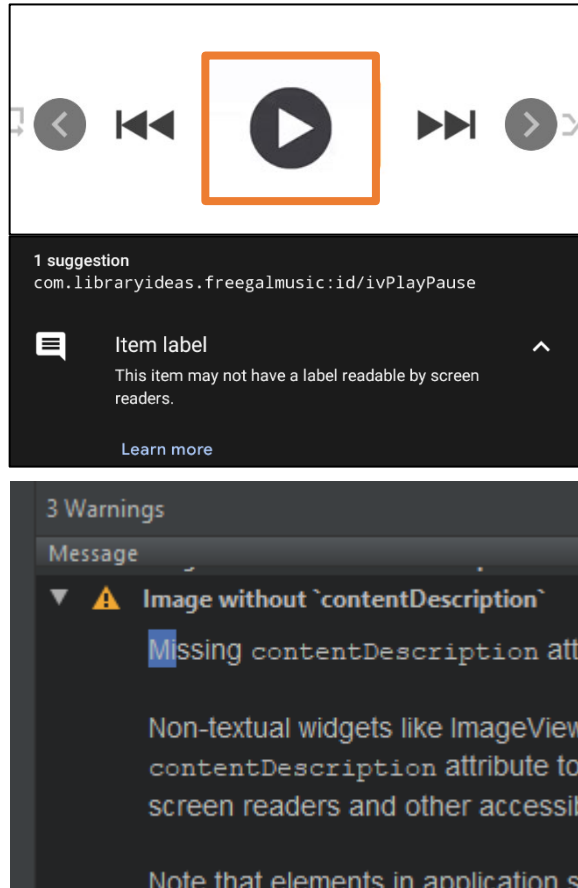 1 suggestion
com.libraryideas.freegalmusic:id/ivPlayPause
Item label
This item may not have a label readable by screen
readers.
Learn more
3 Warnings
Message
Image without `contentDescription`
Missing contentDescription
Non-textual widgets like ImageView
contentDescription attribute to
screen readers and other
Note that elements in application